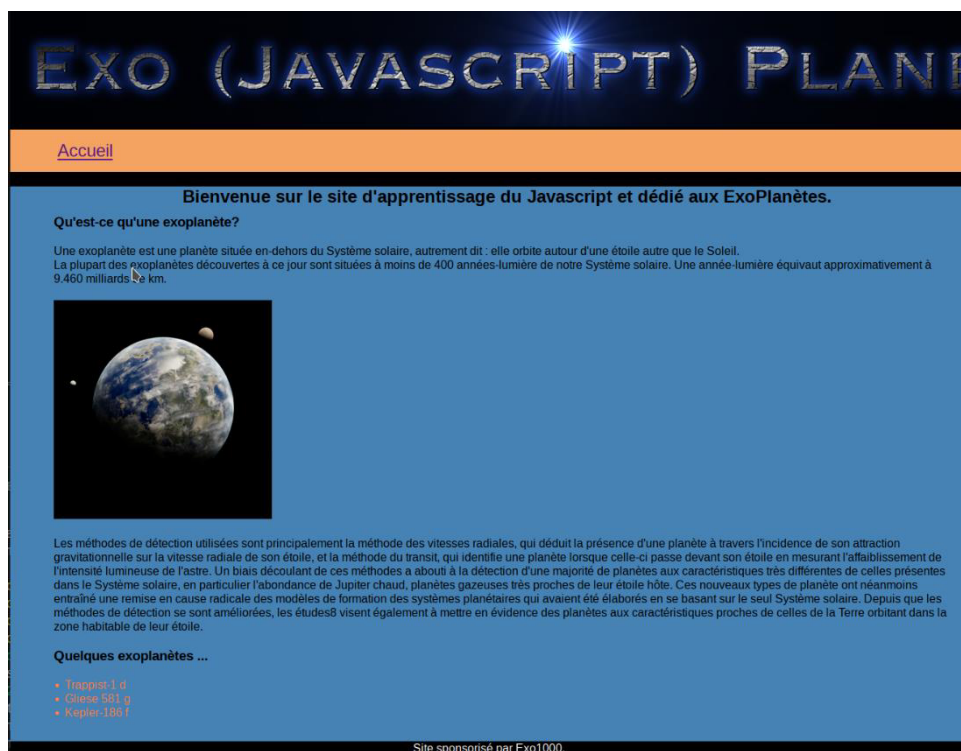 Exo (Javascript) Plan
Accueil
Bienvenue sur le site d'apprentissage du Javascript et dédié aux ExoPlanètes.
Qu'est-ce qu'une exoplanète?
Une exoplanète est une planète située en-dehors du Système solaire, autrement dit : elle orbite autour d'une étoile autre que le Soleil.
La plupart des exoplanètes découvertes à ce jour sont situées à moins de 400 années-lumière de notre Système solaire. Une année-lumière équivaut approximativement à
9.460 milliards de km.
Les méthodes de détection utilisées sont principalement la méthode des vitesses radiales, qui déduit la présence d'une planète à travers l'incidence de son attraction
gravitationnelle sur la vitesse radiale de son étoile, et la méthode du transit, qui identifie une planète lorsque celle-ci passe devant son étoile en mesurant l'affaiblissement de
l'intensité lumineuse de l'astre. Un biais découlant de ces méthodes a abouti à la détection d'une majorité de planètes aux caractéristiques très différentes de celles présentes
dans le Système solaire, en particulier l'abondance de Jupiter chaud, planètes gazeuses très proches de leur étoile hôte. Ces nouveaux types de planète ont néanmoins
entraîné une remise en cause radicale des modèles de formation des systèmes planétaires qui avaient été élaborés en se basant sur le seul Système solaire. Depuis que les
méthodes de détection se sont améliorées, les études8 visent également à mettre en évidence des planètes aux caractéristiques proches de celles de la Terre orbitant dans la
zone habitable de leur étoile.
Quelques exoplanètes ...
• Trappist-1 d
• Gliese 581 g
• Kepler-186 f
Site sponsorisé par Exo1000.